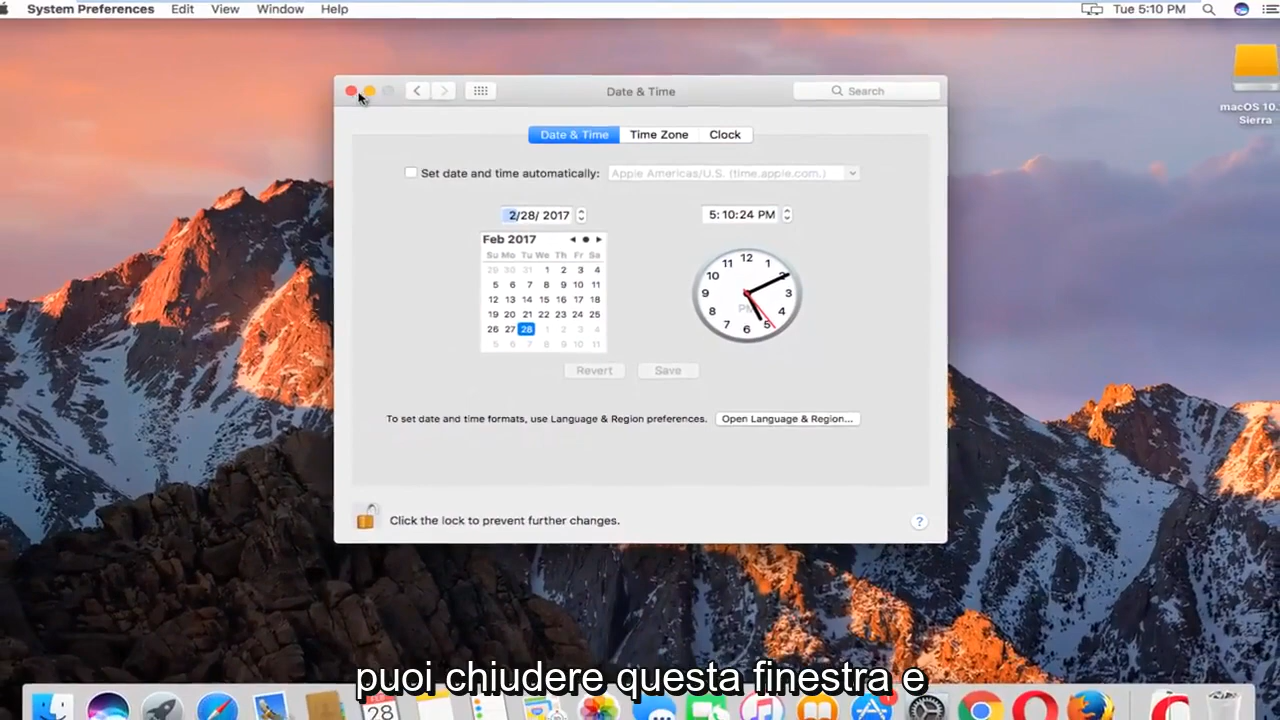 System Preferences Edit View Window Help Tue 5:10 PM
Date & Time Search
macOS 10.
Sierra
Date & Time Time Zone Clock
Set date and time automatically: Apple Americas/U.S. (time.apple.com.)
2/28/ 2017 5:10:24 PM
Feb 2017
Su Mo Tu We Th Fr Sa
29 30 31 1 2 3 4
5 6 7 8 9 10 11
12 13 14 15 16 17 18
19 20 21 22 23 24 25
26 27 28 1 2 3 4
5 6 7 8 9 10 11
12 1 2 3 4 5 6 7 8 9 10 11
PM
Revert Save
To set date and time formats, use Language & Region preferences. Open Language & Region...
Click the lock to prevent further changes. ?
puoi chiudere questa finestra e
28